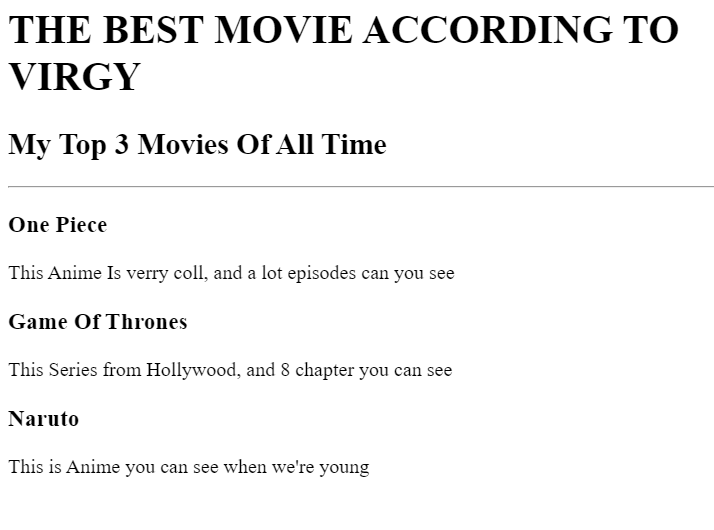 THE BEST MOVIE ACCORDING TO
VIRGY
My Top 3 Movies Of All Time
One Piece
This Anime Is verry coll, and a lot episodes can you see
Game Of Thrones
This Series from Hollywood, and 8 chapter you can see
Naruto
This is Anime you can see when we're young